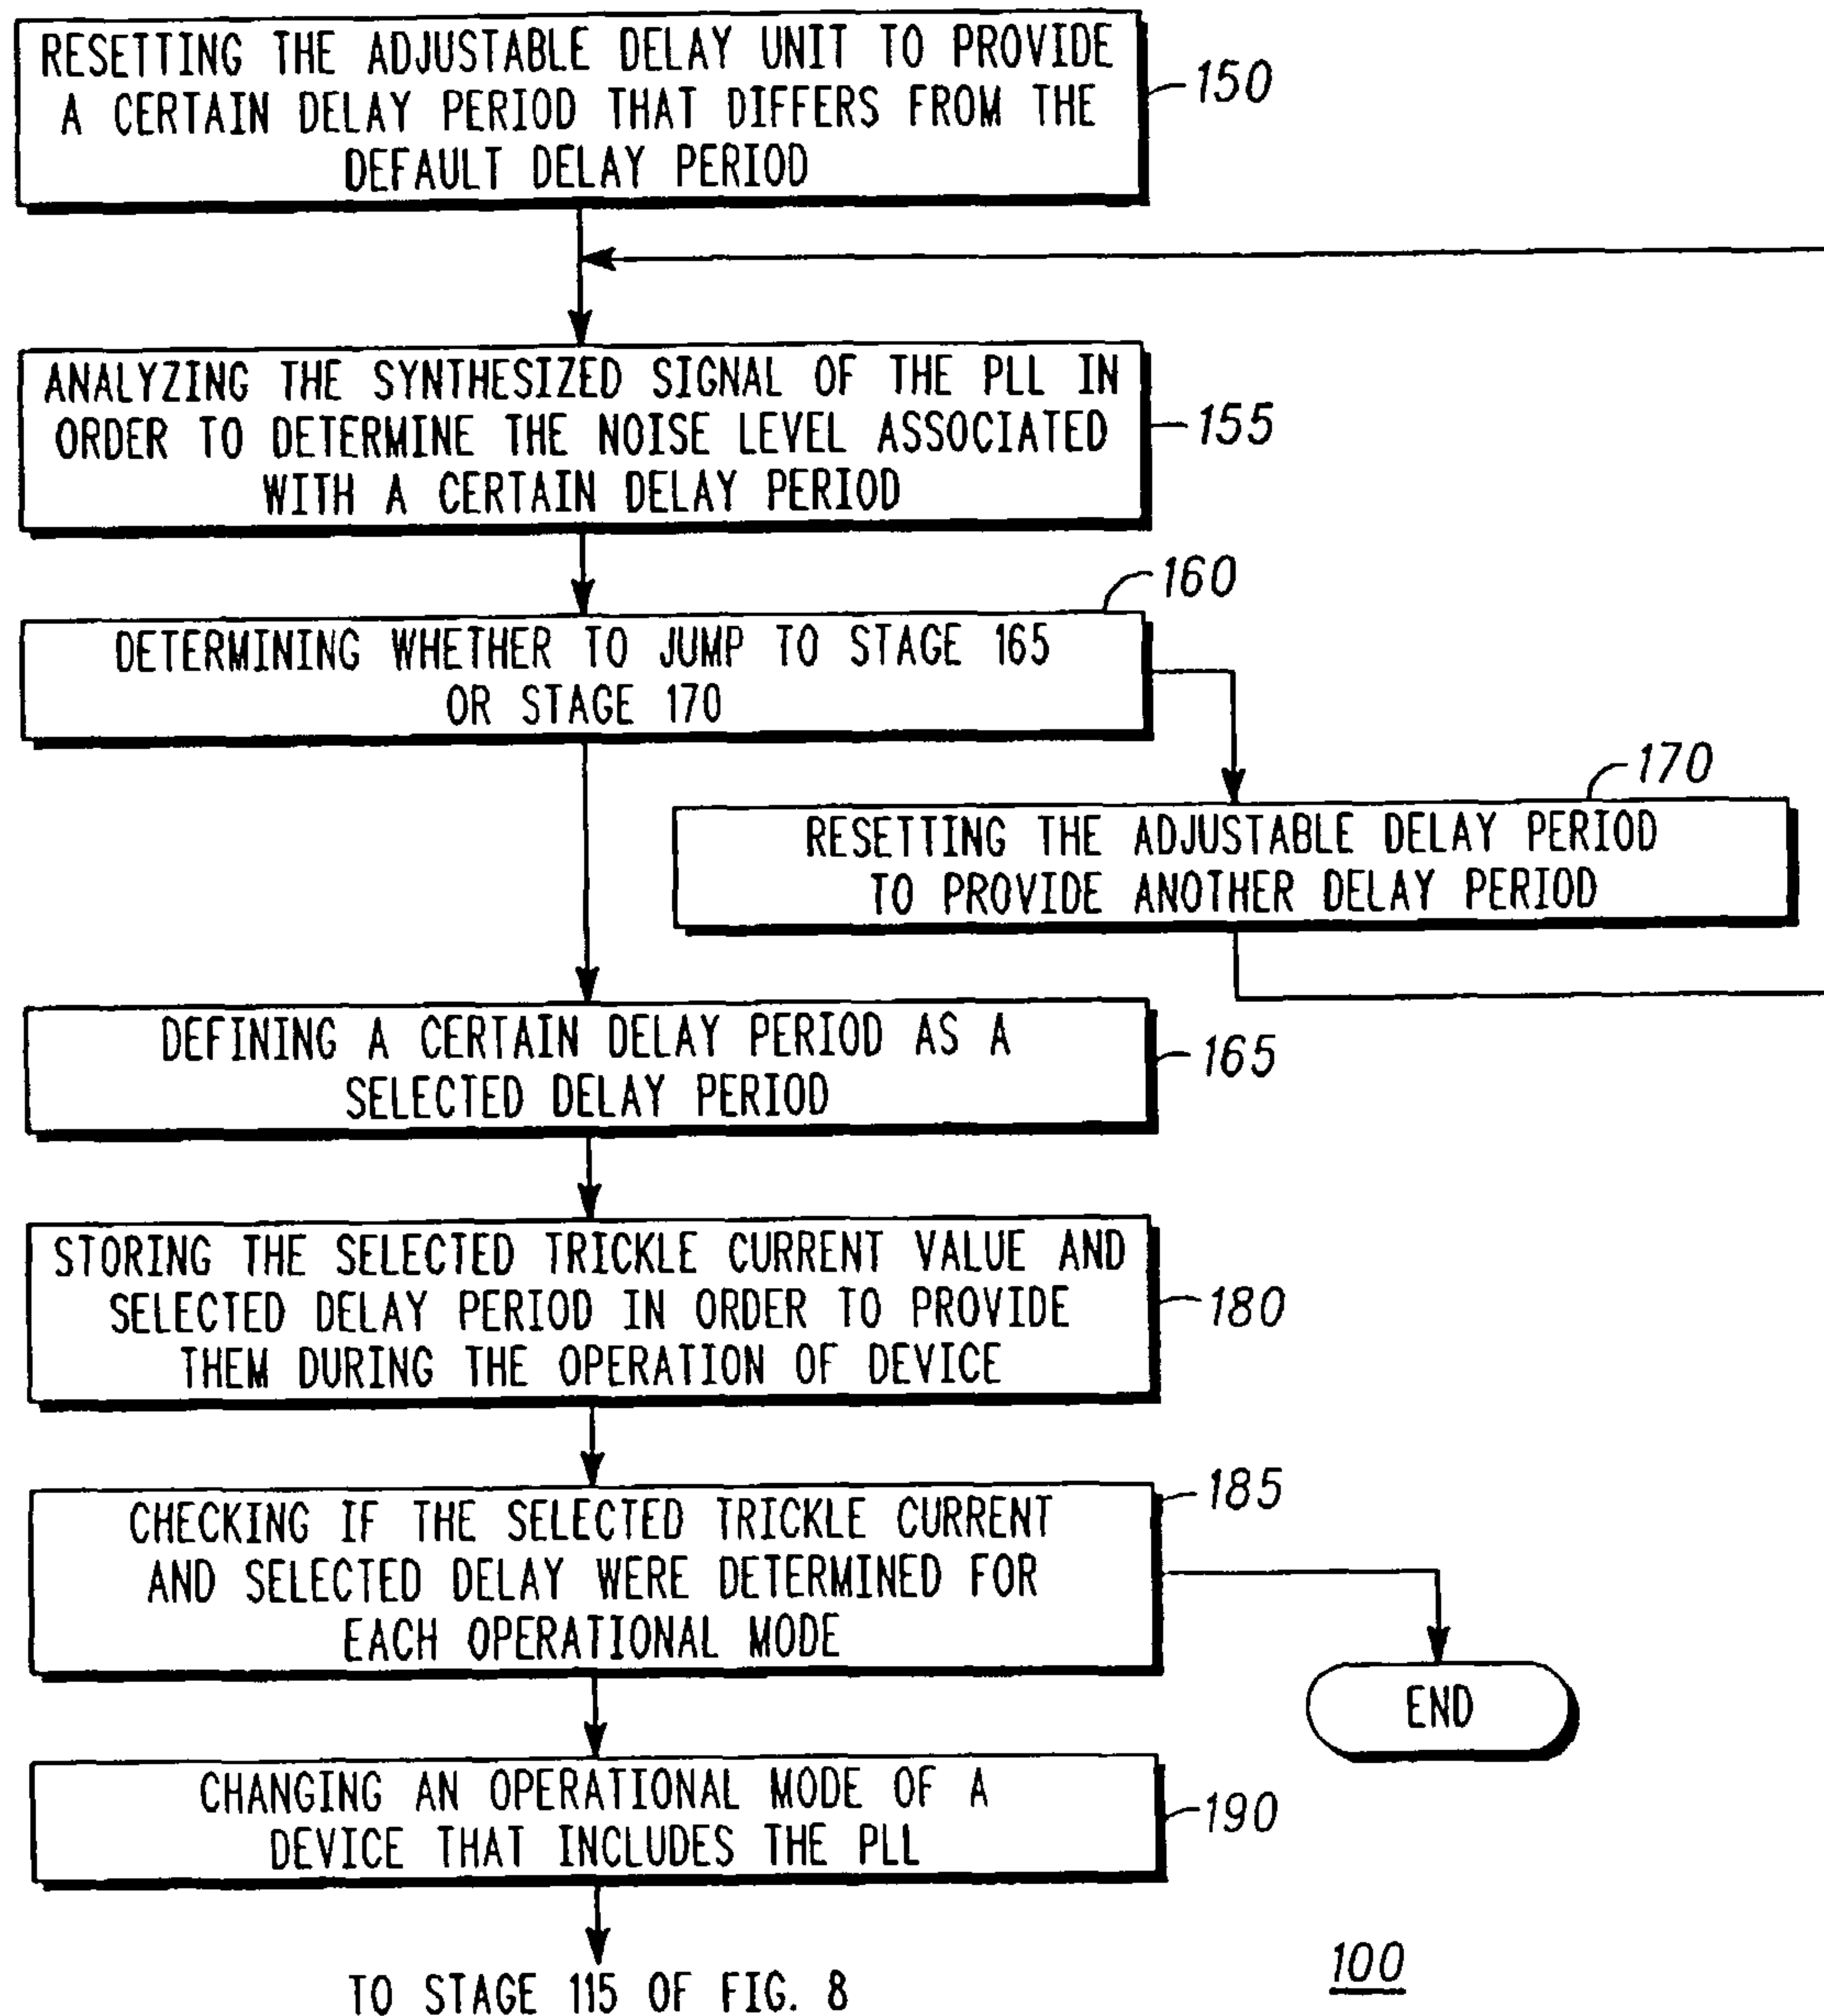 RESETTING THE ADJUSTABLE DELAY UNIT TO PROVIDE
A CERTAIN DELAY PERIOD THAT DIFFERS FROM THE
DEFAULT DELAY PERIOD
150
ANALYZING THE SYNTHESIZED SIGNAL OF THE PLL IN
ORDER TO DETERMINE THE NOISE LEVEL ASSOCIATED
WITH A CERTAIN DELAY PERIOD
155
160
DETERMINING WHETHER TO JUMP TO STAGE 165
OR STAGE 170
170
RESETTING THE ADJUSTABLE DELAY PERIOD
TO PROVIDE ANOTHER DELAY PERIOD
DEFINING A CERTAIN DELAY PERIOD AS A
SELECTED DELAY PERIOD
165
STORING THE SELECTED TRICKLE CURRENT VALUE AND
SELECTED DELAY PERIOD IN ORDER TO PROVIDE
THEM DURING THE OPERATION OF DEVICE
180
CHECKING IF THE SELECTED TRICKLE CURRENT
AND SELECTED DELAY WERE DETERMINED FOR
EACH OPERATIONAL MODE
185
END
CHANGING AN OPERATIONAL MODE OF A
DEVICE THAT INCLUDES THE PLL
190
TO STAGE 115 OF FIG. 8
100